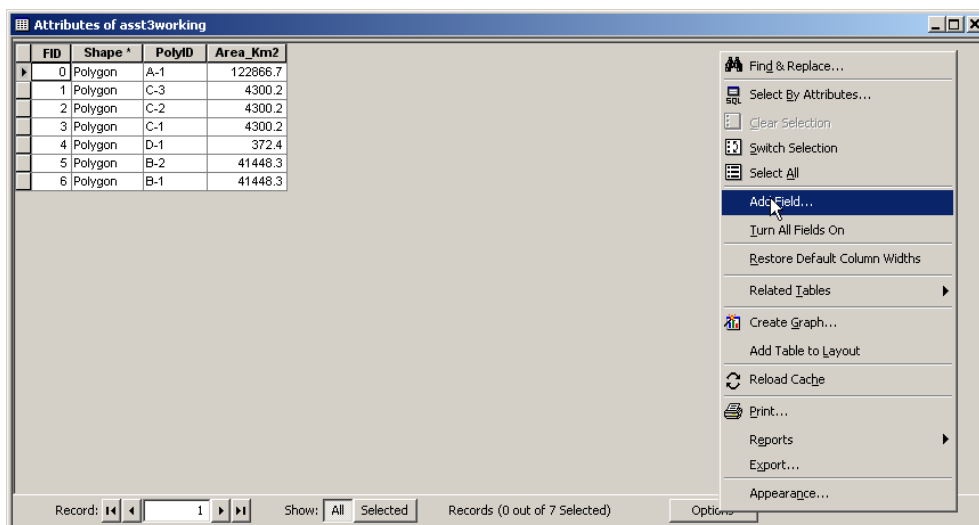 Attributes of asst3working
FID Shape * PolyID Area_Km2
0 Polygon A-1 122866.7
1 Polygon C-3 4300.2
2 Polygon C-2 4300.2
3 Polygon C-1 4300.2
4 Polygon D-1 372.4
5 Polygon B-2 41448.3
6 Polygon B-1 41448.3
Find & Replace...
SQL Select By Attributes...
Clear Selection
Switch Selection
Select All
Add Field...
Turn All Fields On
Restore Default Column Widths
Related Tables
Create Graph...
Add Table to Layout
Reload Cache
Print...
Reports
Export...
Appearance...
Record: 1 Show: All Selected Records (0 out of 7 Selected) Options